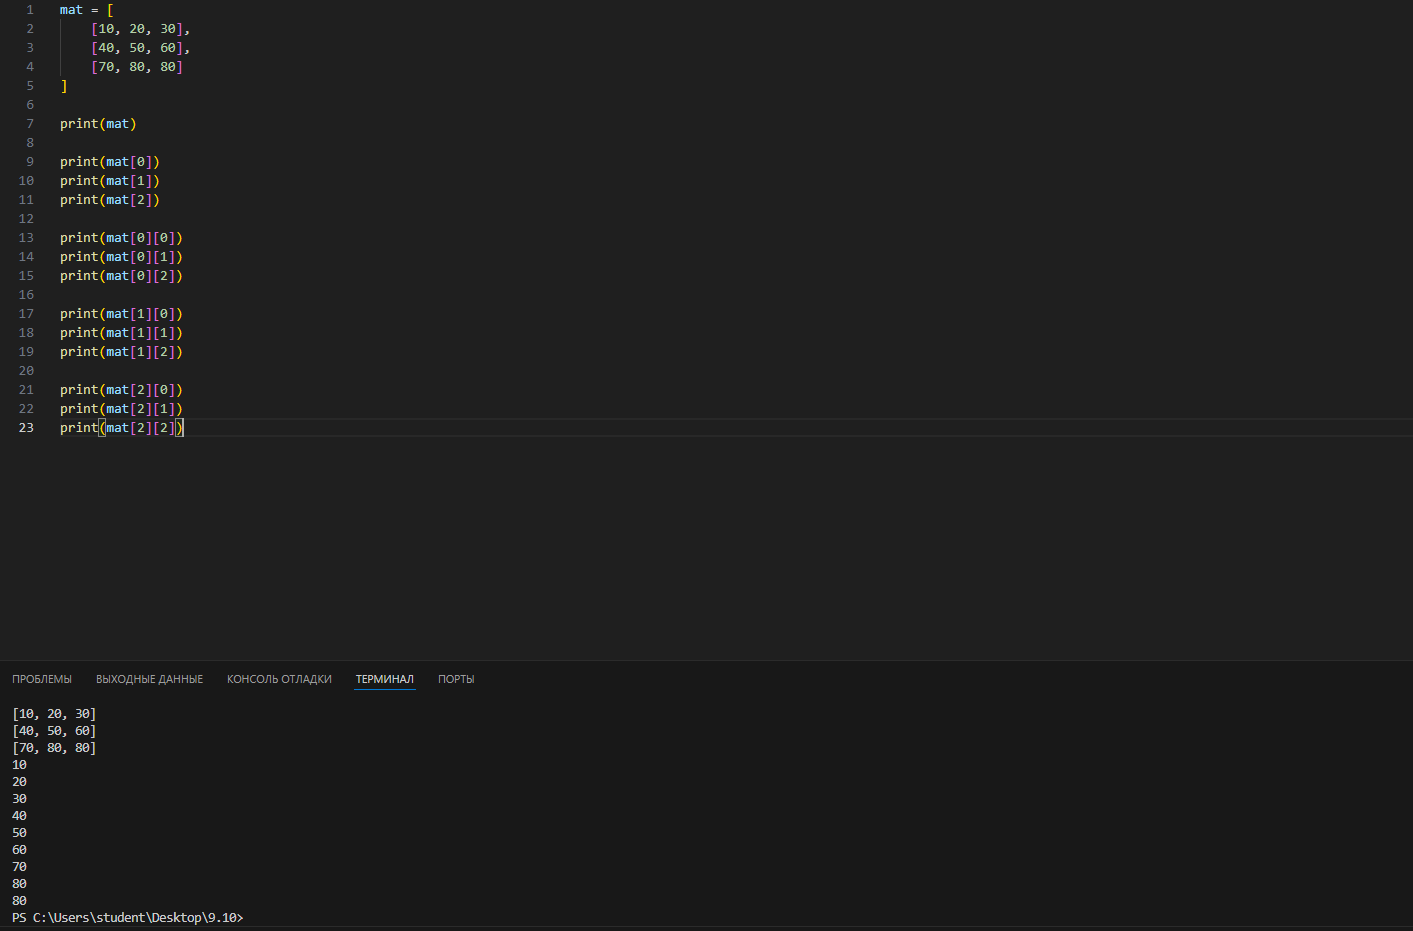 1 mat = [
2     [10, 20, 30],
3     [40, 50, 60],
4     [70, 80, 80]
5 ]
6
7 print(mat)
8
9 print(mat[0])
10 print(mat[1])
11 print(mat[2])
12
13 print(mat[0][0])
14 print(mat[0][1])
15 print(mat[0][2])
16
17 print(mat[1][0])
18 print(mat[1][1])
19 print(mat[1][2])
20
21 print(mat[2][0])
22 print(mat[2][1])
23 print(mat[2][2])
ПРОБЛЕМЫ ВЫХОДНЫЕ ДАННЫЕ КОНСОЛЬ ОТЛАДКИ ТЕРМИНАЛ ПОРТЫ
[10, 20, 30]
[40, 50, 60]
[70, 80, 80]
10
20
30
40
50
60
70
80
80
PS C:\Users\student\Desktop\9.10>